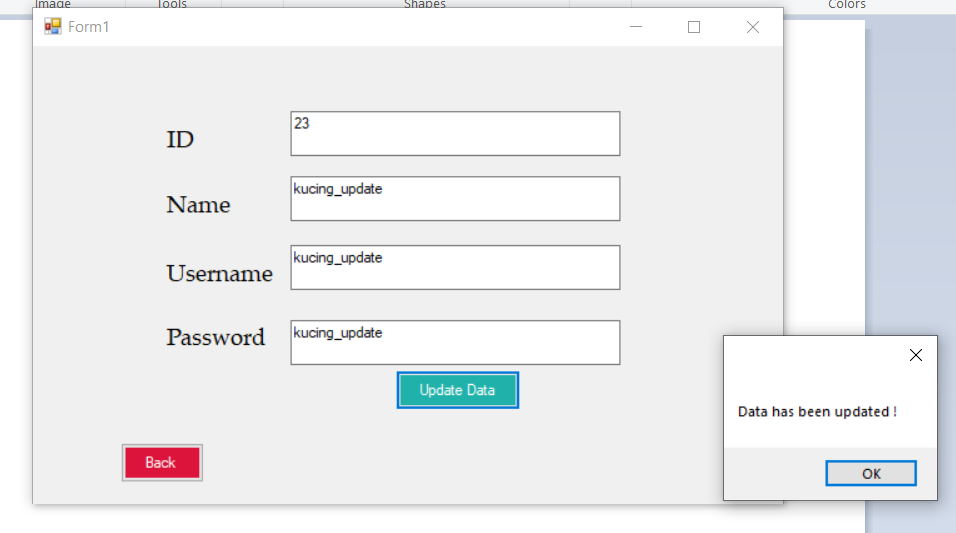 Image Tools Shapes Colors
Form1
ID
23
Name
kucing_update
Username
kucing_update
Password
kucing_update
Update Data
Back
Data has been updated !
OK